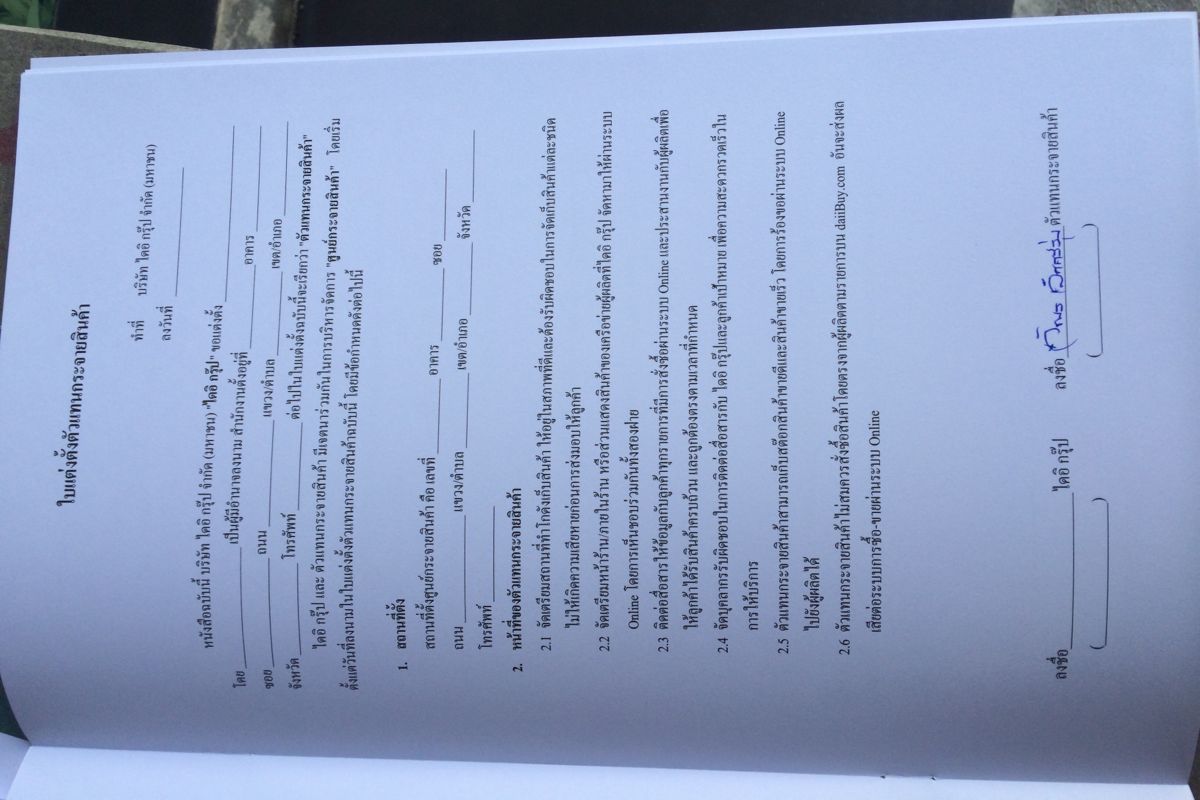 ใบแต่งตั้งตัวแทนกระจายสินค้า
ทำที่ บริษัท ไดอิ กรุ๊ป จำกัด (มหาชน)
ลงวันที่
หนังสือฉบับนี้ บริษัท ไดอิ กรุ๊ป จำกัด (มหาชน) "ไดอิ กรุ๊ป" ขอแต่งตั้ง
โดย เป็นผู้มีอำนาจลงนาม สำนักงานตั้งอยู่ที่ อาคาร
ซอย ถนน แขวง/ตำบล เขต/อำเภอ
จังหวัด โทรศัพท์ ต่อไปในใบแต่งตั้งฉบับนี้จะเรียกว่า "ตัวแทนกระจายสินค้า"
ไดอิ กรุ๊ป และ ตัวแทนกระจายสินค้า มีเจตนาร่วมกันในการบริหารจัดการ "ศูนย์กระจายสินค้า" โดยเริ่ม
ตั้งแต่วันที่ลงนามในใบแต่งตั้งตัวแทนกระจายสินค้าฉบับนี้ โดยมีข้อกำหนดดังต่อไปนี้
1. สถานที่ตั้ง
สถานที่ตั้งศูนย์กระจายสินค้า คือ เลขที่ อาคาร ซอย
ถนน แขวง/ตำบล เขต/อำเภอ จังหวัด
โทรศัพท์
2. หน้าที่ของตัวแทนกระจายสินค้า
2.1 จัดเตรียมสถานที่ทำโกดังเก็บสินค้า ให้อยู่ในสภาพที่ดีและต้องรับผิดชอบในการจัดเก็บสินค้าแต่ละชนิด
ไม่ให้เกิดความเสียหายก่อนการส่งมอบให้ลูกค้า
2.2 จัดเตรียมหน้าร้าน/ภายในร้าน หรือส่วนแสดงสินค้าของเครือข่ายผู้ผลิตที่ไดอิ กรุ๊ป จัดหามาให้ผ่านระบบ
Online โดยการเห็นชอบร่วมกันทั้งสองฝ่าย
2.3 ติดต่อสื่อสารให้ข้อมูลกับลูกค้าทุกรายการที่มีการสั่งซื้อผ่านระบบ Online และประสานงานกับผู้ผลิตเพื่อ
ให้ลูกค้าได้รับสินค้าครบถ้วน และถูกต้องตรงตามเวลาที่กำหนด
2.4 จัดบุคลากรรับผิดชอบในการติดต่อสื่อสารกับ ไดอิ กรุ๊ปและลูกค้าเป้าหมาย เพื่อความสะดวกรวดเร็วใน
การให้บริการ
2.5 ตัวแทนกระจายสินค้าสามารถเก็บสต๊อกสินค้าขายดีและสินค้าขายเร็ว โดยการร้องขอผ่านระบบ Online
ไปยังผู้ผลิตได้
2.6 ตัวแทนกระจายสินค้าไม่สมควรสั่งซื้อสินค้าโดยตรงจากผู้ผลิตตามรายการบน daiiBuy.com อันจะส่งผล
เสียต่อระบบการซื้อ-ขายผ่านระบบ Online
ลงชื่อ ไดอิ กรุ๊ป ลงชื่อ ตัวแทนกระจายสินค้า
( ) ( )